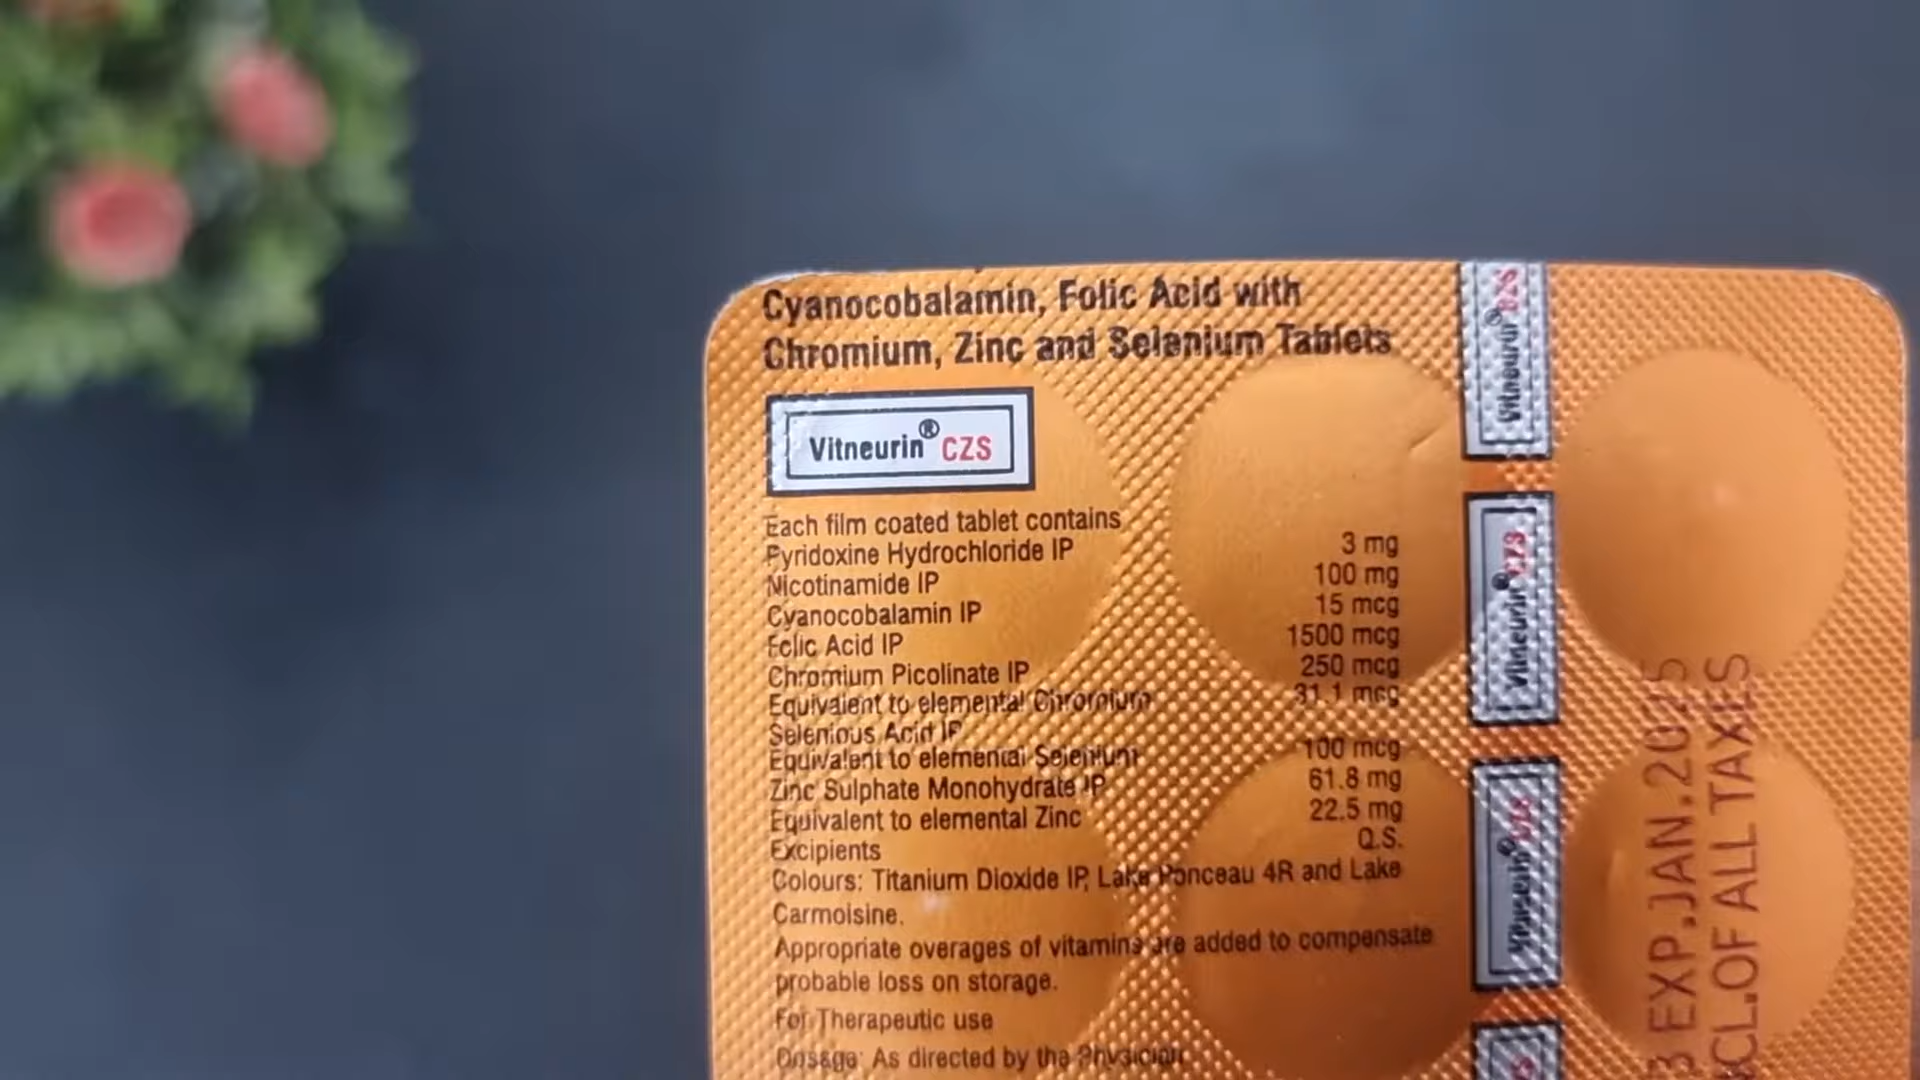 Cyanocobalamin, Folic Acid with
Chromium, Zinc and Selenium Tablets
Vitneurin® CZS
Each film coated tablet contains
Pyridoxine Hydrochloride IP 3 mg
Nicotinamide IP 100 mg
Cyanocobalamin IP 15 mcg
Folic Acid IP 1500 mcg
Chromium Picolinate IP 250 mcg
Equivalent to elemental Chromium 31.1 mcg
Selenious Acid IP
Equivalent to elemental Selenium 100 mcg
Zinc Sulphate Monohydrate IP 61.8 mg
Equivalent to elemental Zinc 22.5 mg
Excipients Q.S.
Colours: Titanium Dioxide IP, Lake Ponceau 4R and Lake
Carmoisine.
Appropriate overages of vitamins are added to compensate
probable loss on storage.
For Therapeutic use
Dosage: As directed by the Physician
Vitneurin® CZS
Vitneurin® CZS
Vitneurin® CZS
EXP.JAN.2025
OF ALL TAXES